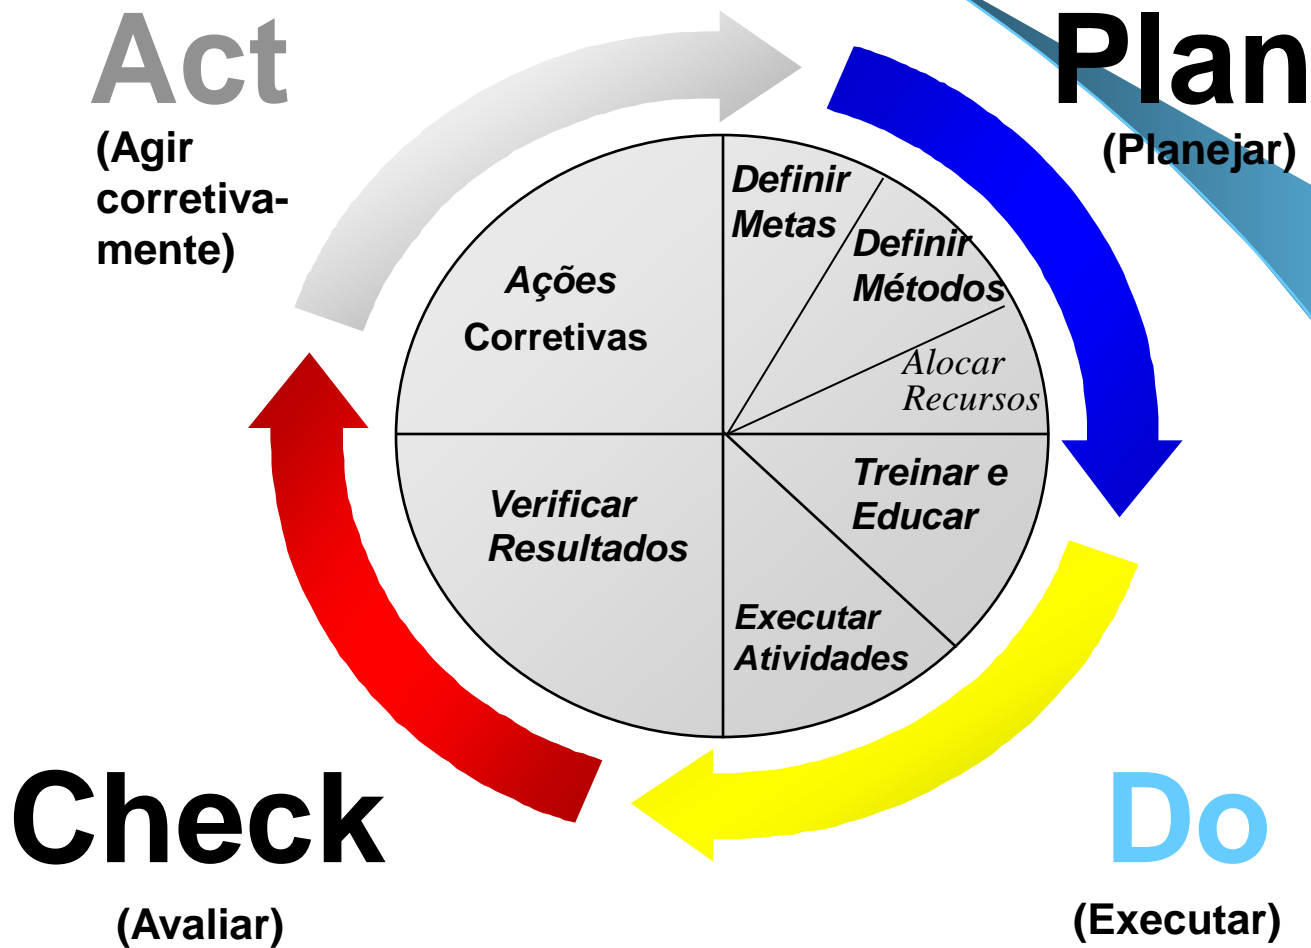 Act
(Agir
corretiva-
mente)
Plan
(Planejar)
Definir
Metas
Definir
Métodos
Alocar
Recursos
Ações
Corretivas
Treinar e
Educar
Verificar
Resultados
Executar
Atividades
Check
(Avaliar)
Do
(Executar)